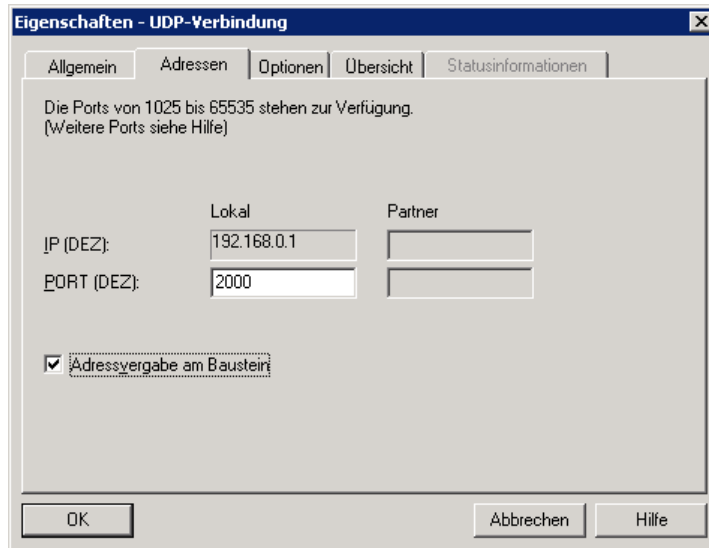 Eigenschaften - UDP-Verbindung
Allgemein Adressen Optionen Übersicht Statusinformationen
Die Ports von 1025 bis 65535 stehen zur Verfügung.
(Weitere Ports siehe Hilfe)
Lokal Partner
IP (DEZ): 192.168.0.1
PORT (DEZ): 2000
Adressvergabe am Baustein
OK Abbrechen Hilfe